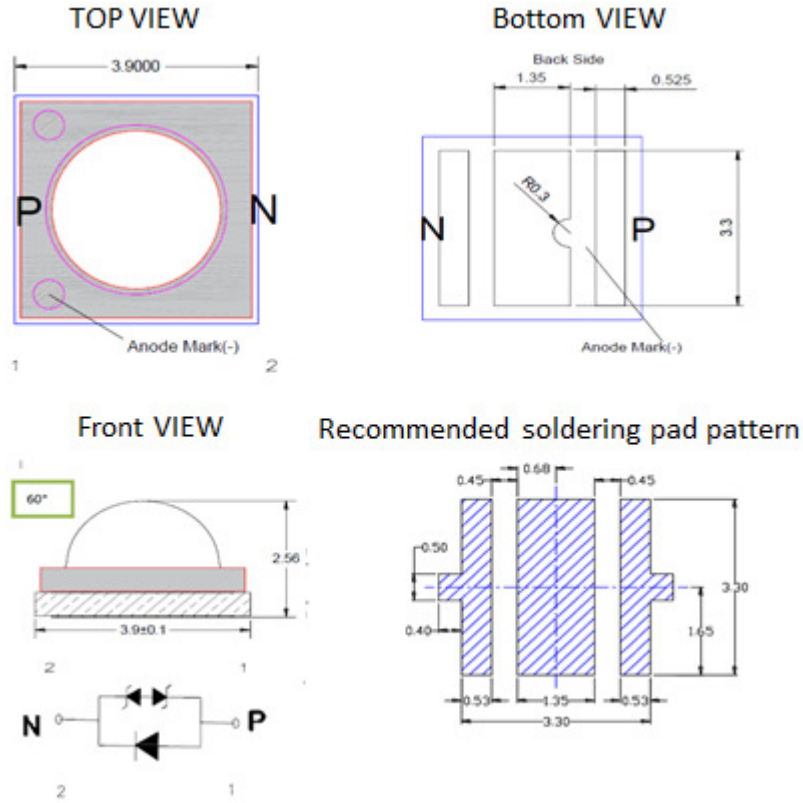 TOP VIEW
3.9000
P
N
Anode Mark(-)
1
2
Bottom VIEW
Back Side
1.35
0.525
R0.3
N
P
3.3
Anode Mark(-)
Front VIEW
60°
2.56
3.9±0.1
2
1
N
P
2
1
Recommended soldering pad pattern
0.68
0.45
0.45
0.50
0.40
3.30
1.65
0.53
1.35
0.53
3.30